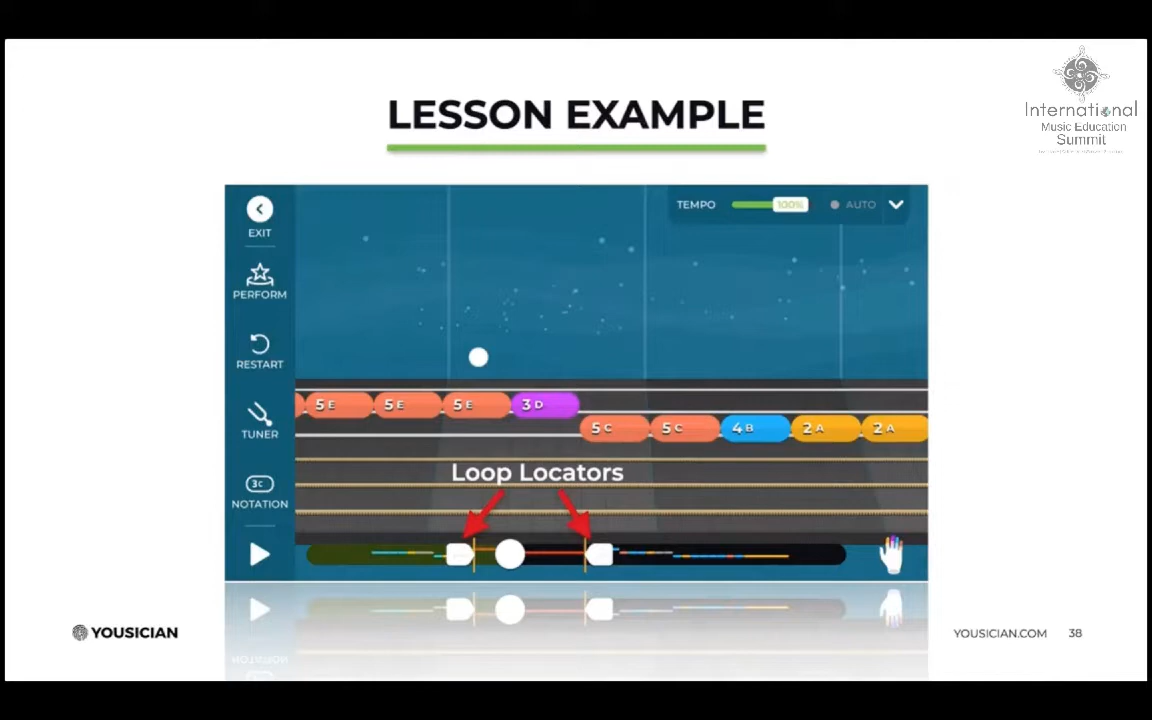 LESSON EXAMPLE
International
Music Education
Summit
EXIT
TEMPO 100% AUTO
PERFORM
RESTART
5 E 5 E 5 E 3 D
TUNER
5 C 5 C 4 B 2 A 2 A
Loop Locators
3C
NOTATION
YOUSICIAN
YOUSICIAN.COM 38